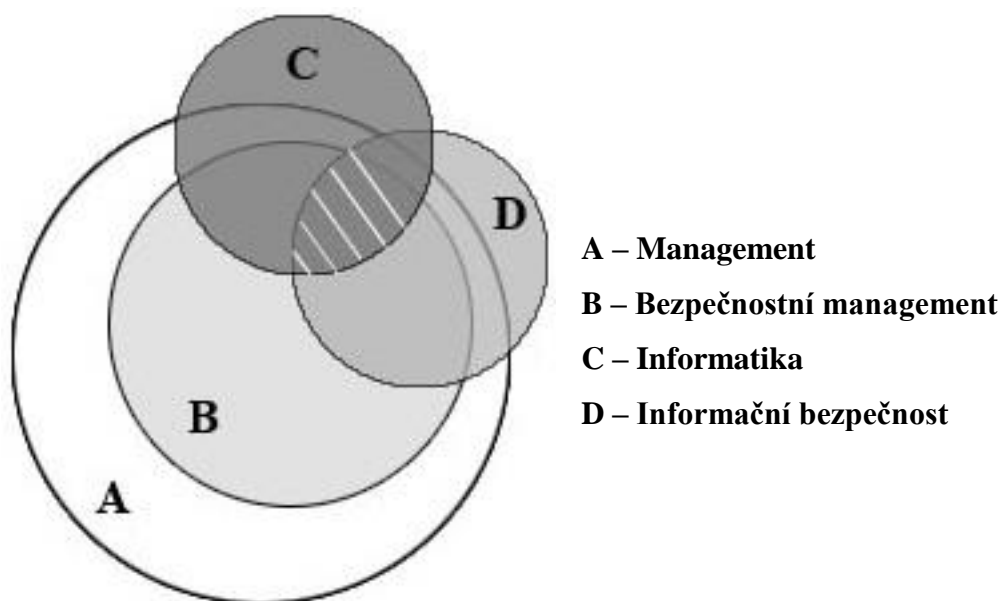 C
D
B
A
A – Management
B – Bezpečnostní management
C – Informatika
D – Informační bezpečnost